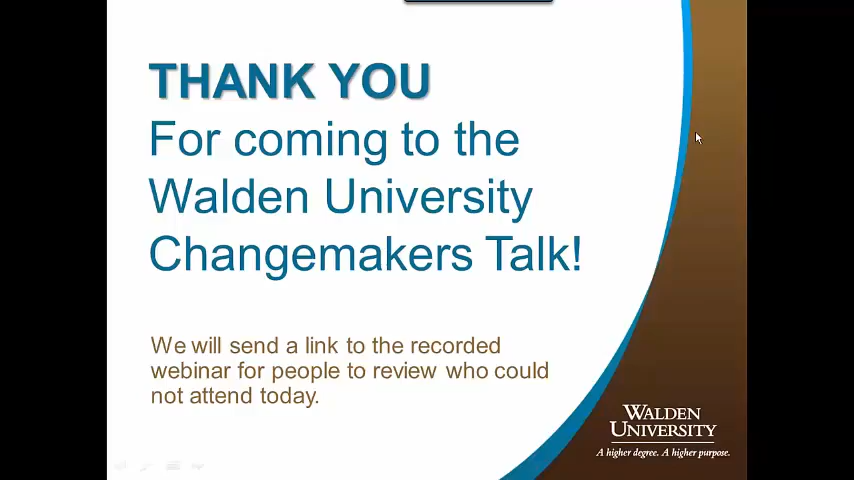 THANK YOU
For coming to the
Walden University
Changemakers Talk!
We will send a link to the recorded
webinar for people to review who could
not attend today.
WALDEN
UNIVERSITY
A higher degree. A higher purpose.